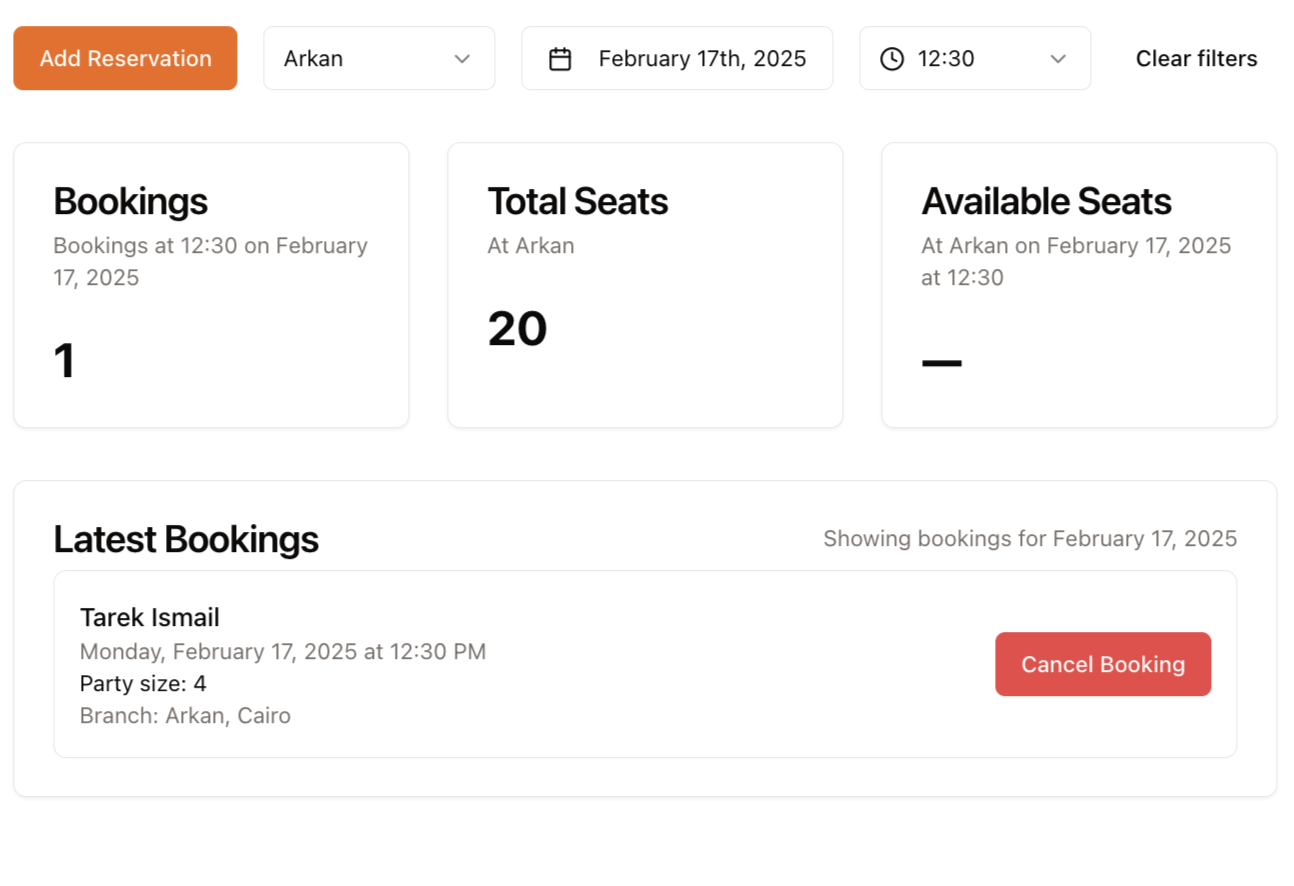 Add Reservation
Arkan
February 17th, 2025
12:30
Clear filters
Bookings
Bookings at 12:30 on February
17, 2025
1
Total Seats
At Arkan
20
Available Seats
At Arkan on February 17, 2025
at 12:30
—
Latest Bookings
Showing bookings for February 17, 2025
Tarek Ismail
Monday, February 17, 2025 at 12:30 PM
Party size: 4
Branch: Arkan, Cairo
Cancel Booking